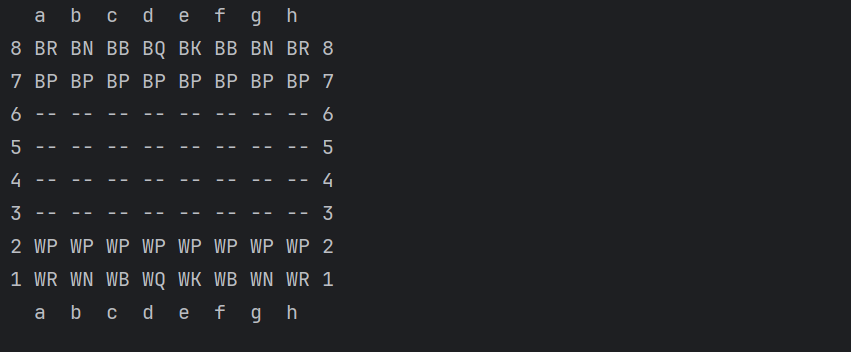 a b c d e f g h
8 BR BN BB BQ BK BB BN BR 8
7 BP BP BP BP BP BP BP BP 7
6 -- -- -- -- -- -- -- -- 6
5 -- -- -- -- -- -- -- -- 5
4 -- -- -- -- -- -- -- -- 4
3 -- -- -- -- -- -- -- -- 3
2 WP WP WP WP WP WP WP WP 2
1 WR WN WB WQ WK WB WN WR 1
a b c d e f g h